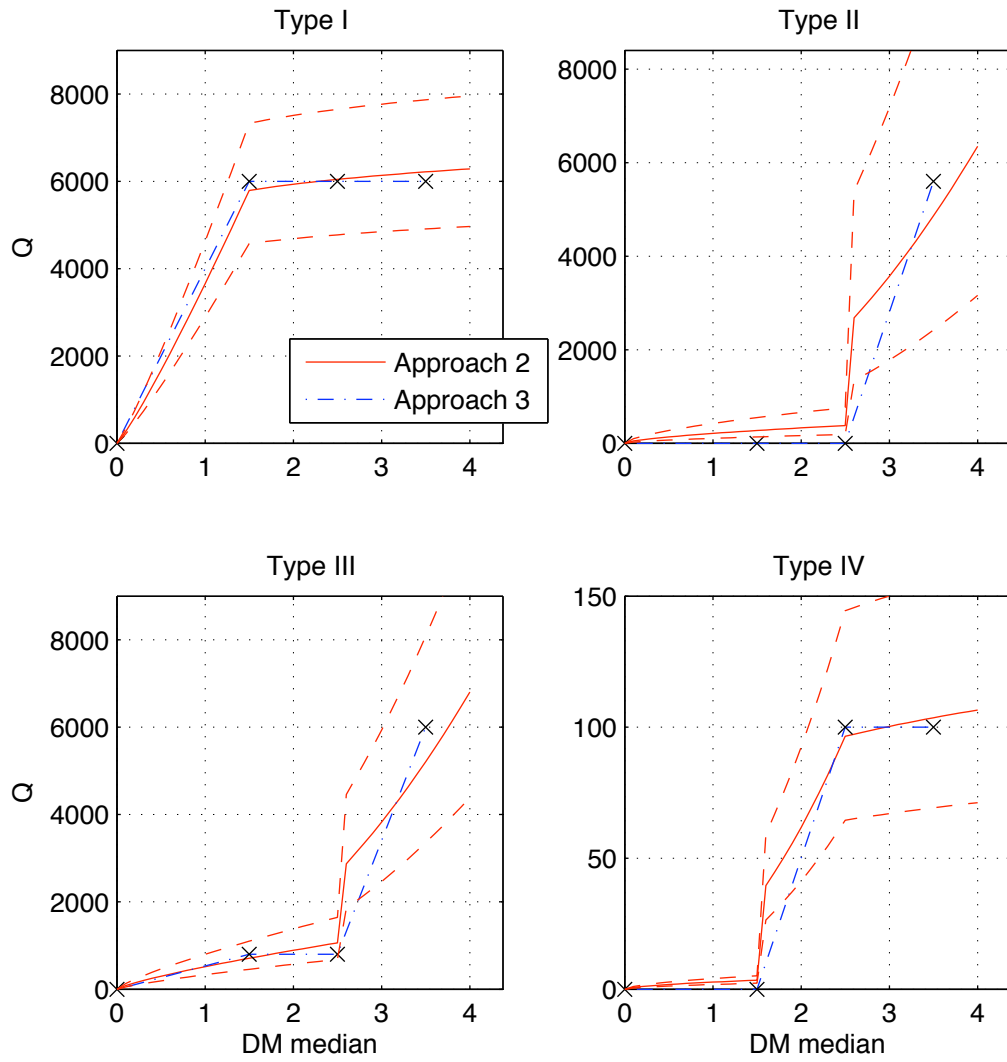 Type I
Type II
Q
8000
6000
4000
2000
0
0 1 2 3 4
Approach 2
Approach 3
8000
6000
4000
2000
0
0 1 2 3 4
Type III
Type IV
Q
8000
6000
4000
2000
0
0 1 2 3 4
DM median
150
100
50
0
0 1 2 3 4
DM median